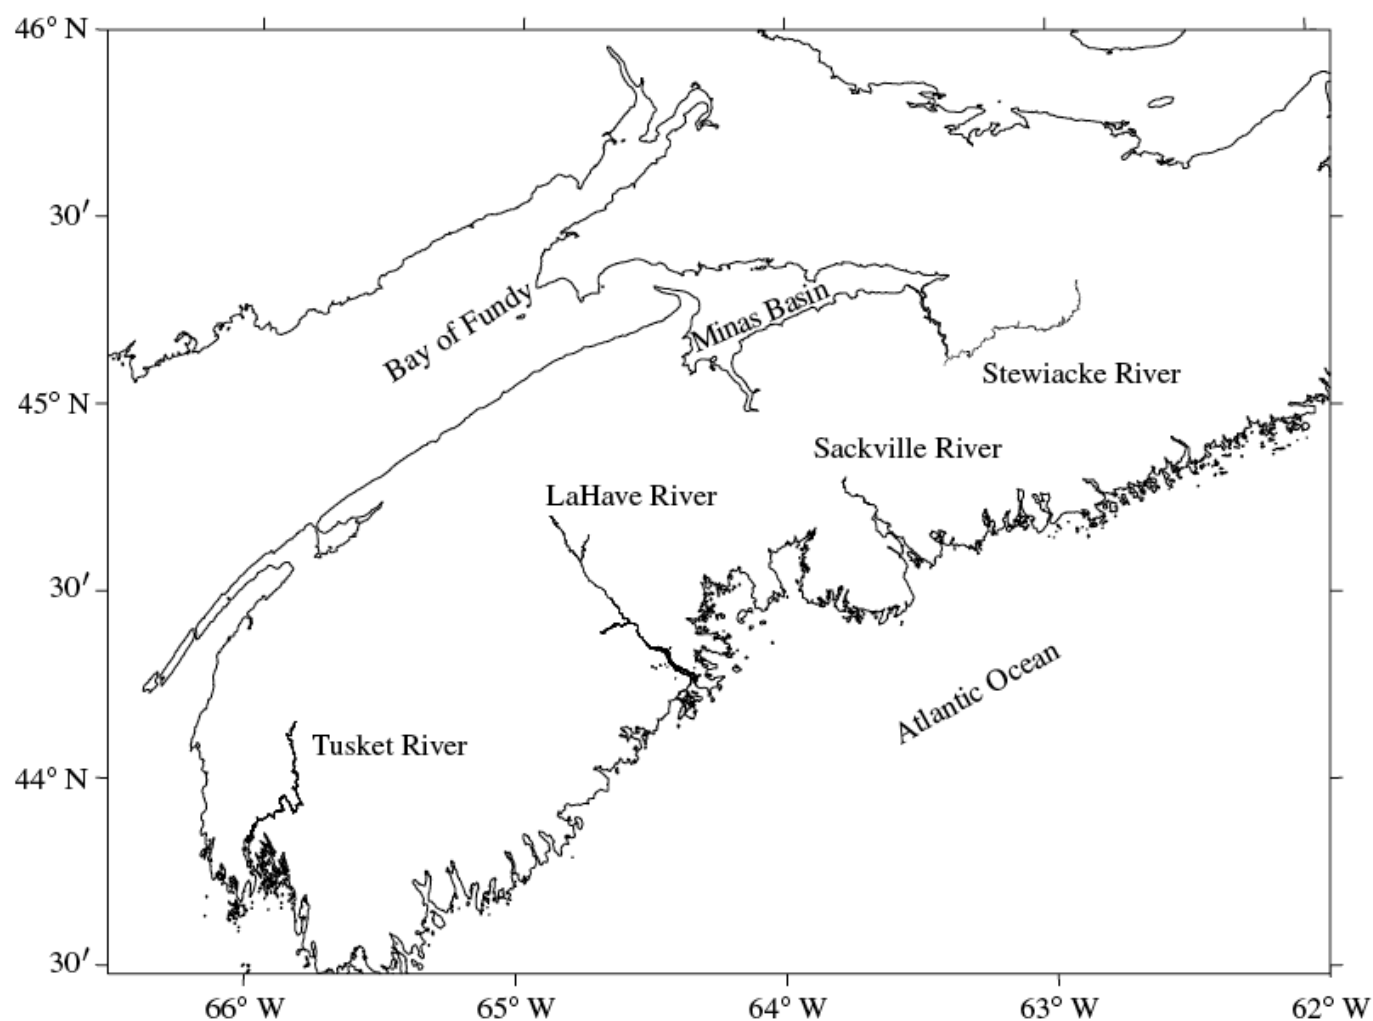 46° N
30′
Bay of Fundy
Minas Basin
Stewiacke River
45° N
Sackville River
LaHave River
30′
Atlantic Ocean
Tusket River
44° N
30′
66° W
65° W
64° W
63° W
62° W